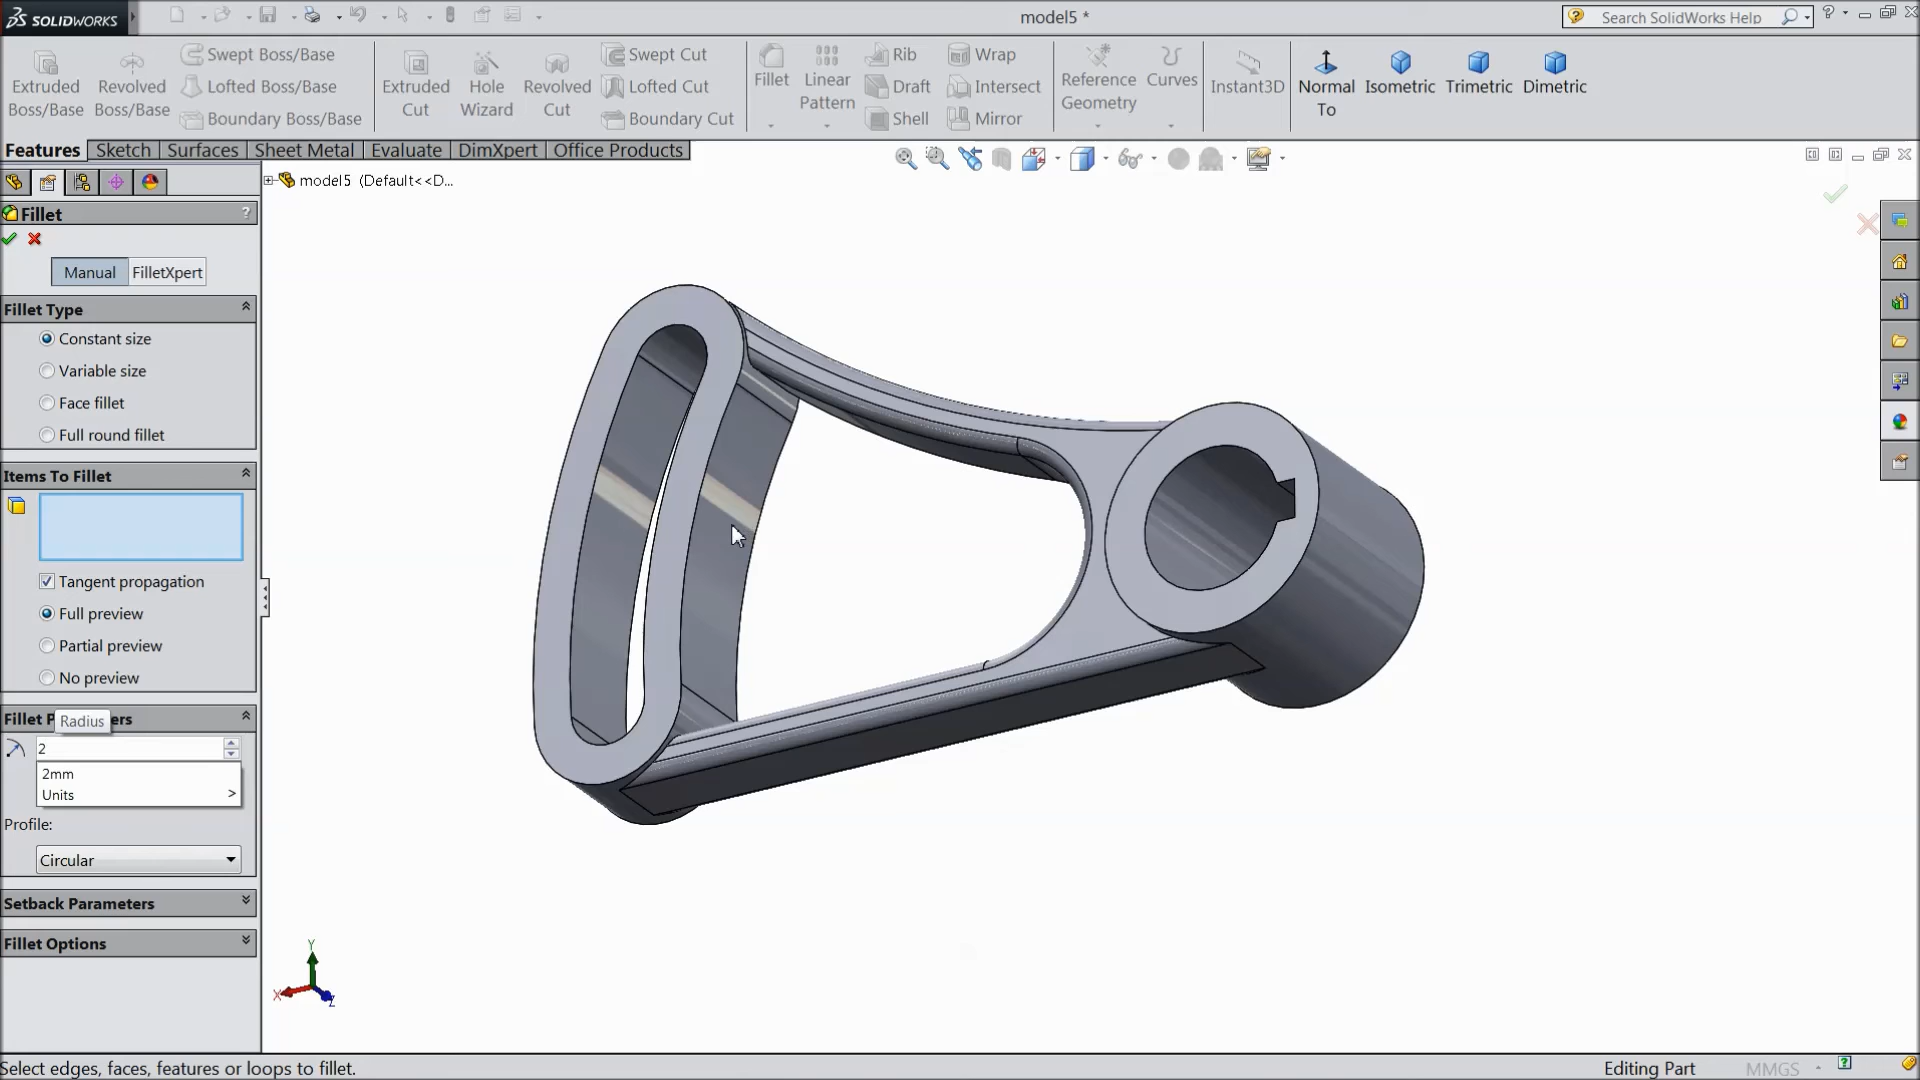 SOLIDWORKS
model5 *
Search SolidWorks Help
Extruded Boss/Base
Revolved Boss/Base
Swept Boss/Base
Lofted Boss/Base
Boundary Boss/Base
Extruded Cut
Hole Wizard
Revolved Cut
Swept Cut
Lofted Cut
Boundary Cut
Fillet
Linear Pattern
Rib
Draft
Shell
Wrap
Intersect
Mirror
Reference Geometry
Curves
Instant3D
Normal To
Isometric
Trimetric
Dimetric
Features
Sketch
Surfaces
Sheet Metal
Evaluate
DimXpert
Office Products
model5 (Default<<D...
Fillet
?
Manual
FilletXpert
Fillet Type
Constant size
Variable size
Face fillet
Full round fillet
Items To Fillet
Tangent propagation
Full preview
Partial preview
No preview
Fillet P
ers
Radius
2
2mm
Units >
Profile:
Circular
Setback Parameters
Fillet Options
Y
X
Z
Select edges, faces, features or loops to fillet.
Editing Part
MMGS